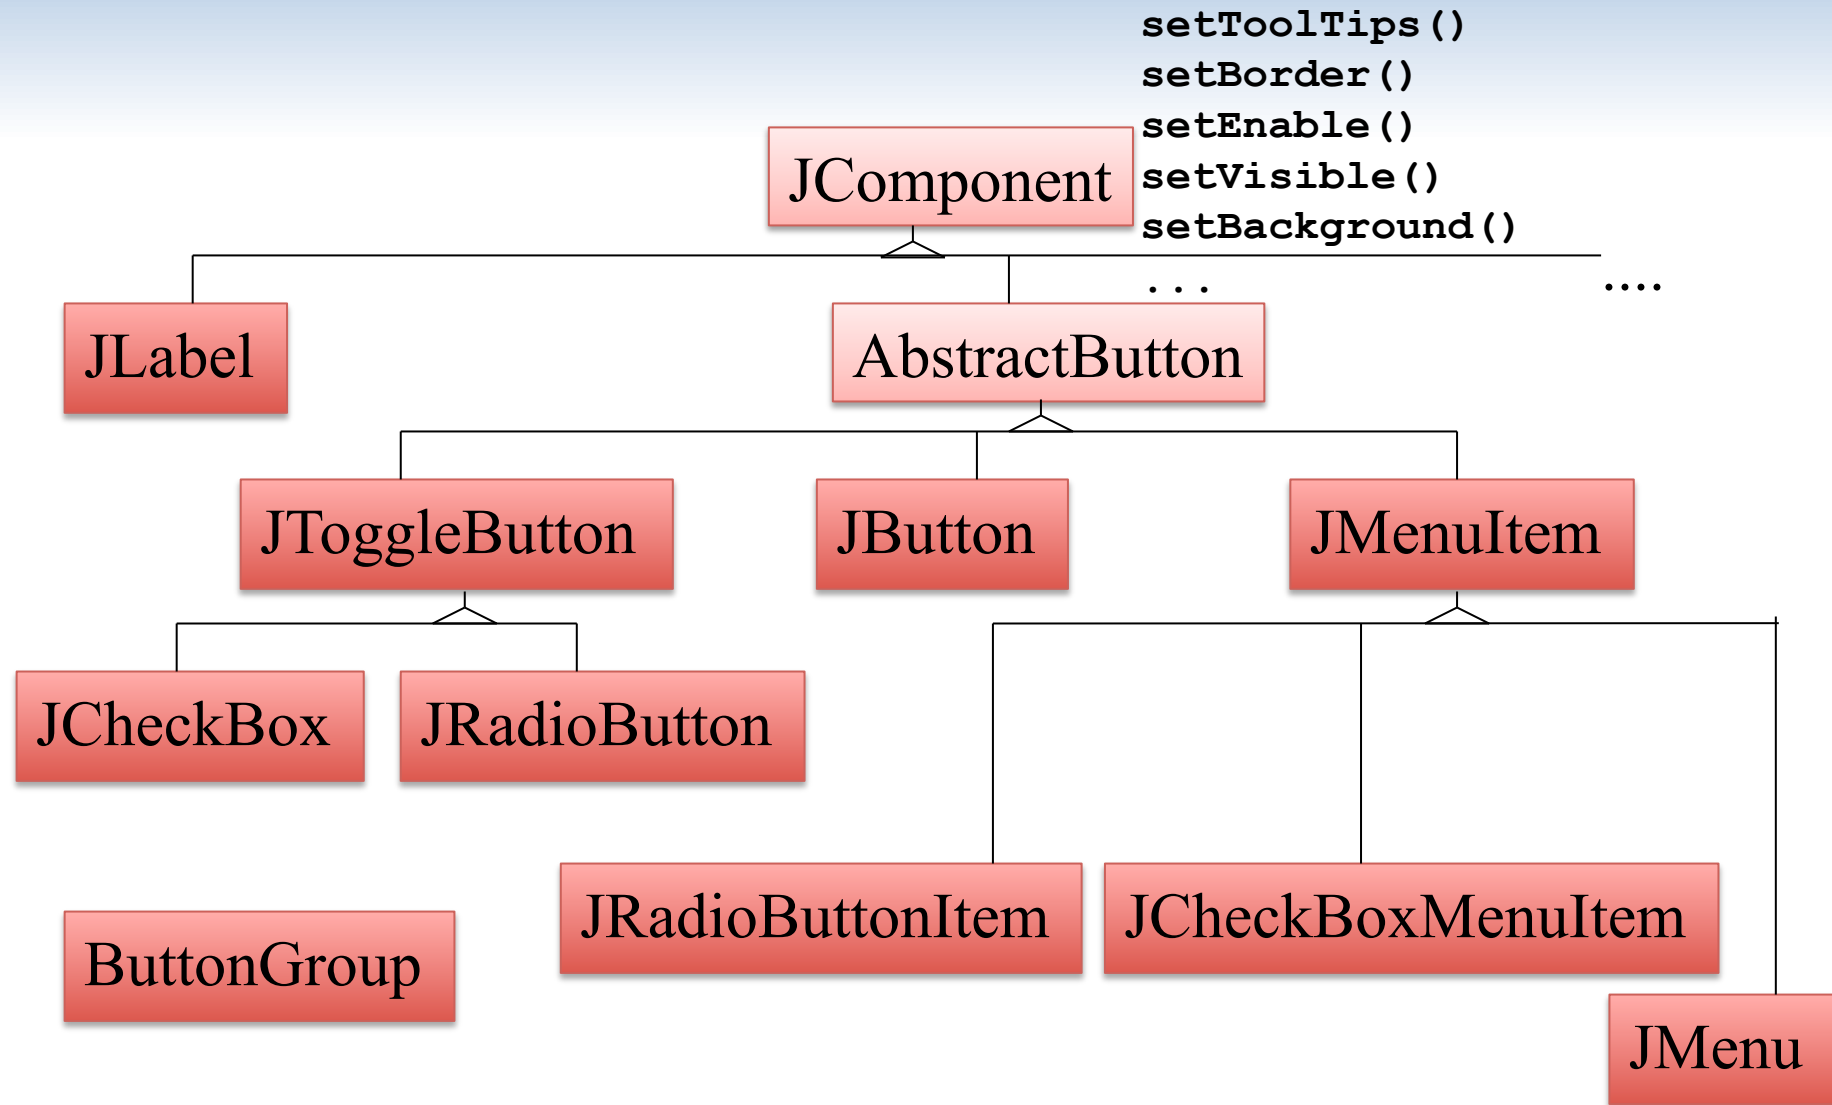 setToolTips()
setBorder()
setEnable()
setVisible()
setBackground()
...
JComponent
....
JLabel
AbstractButton
JToggleButton
JButton
JMenuItem
JCheckBox
JRadioButton
JRadioButtonItem
JCheckBoxMenuItem
ButtonGroup
JMenu